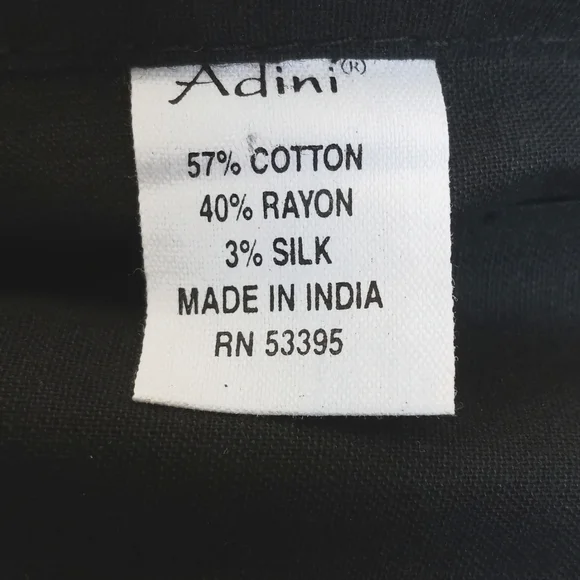 Adini (R)
57% COTTON
40% RAYON
3% SILK
MADE IN INDIA
RN 53395